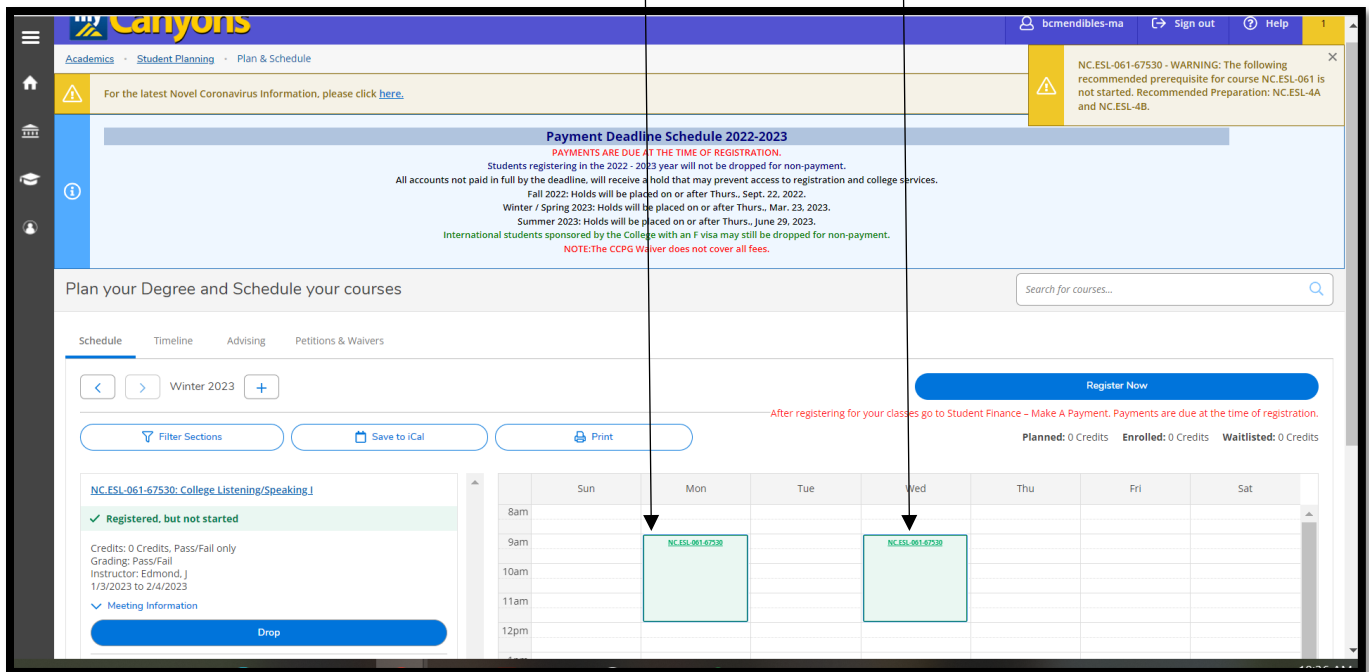 my Canyons
bcmendibles-ma Sign out Help 1
Academics · Student Planning · Plan & Schedule
For the latest Novel Coronavirus Information, please click here.
NC.ESL-061-67530 - WARNING: The following
recommended prerequisite for course NC.ESL-061 is
not started. Recommended Preparation: NC.ESL-4A
and NC.ESL-4B.
Payment Deadline Schedule 2022-2023
PAYMENTS ARE DUE AT THE TIME OF REGISTRATION.
Students registering in the 2022 - 2023 year will not be dropped for non-payment.
All accounts not paid in full by the deadline, will receive a hold that may prevent access to registration and college services.
Fall 2022: Holds will be placed on or after Thurs., Sept. 22, 2022.
Winter / Spring 2023: Holds will be placed on or after Thurs., Mar. 23, 2023.
Summer 2023: Holds will be placed on or after Thurs., June 29, 2023.
International students sponsored by the College with an F visa may still be dropped for non-payment.
NOTE:The CCPG Waiver does not cover all fees.
Plan your Degree and Schedule your courses
Search for courses...
Schedule Timeline Advising Petitions & Waivers
Winter 2023
Register Now
After registering for your classes go to Student Finance – Make A Payment. Payments are due at the time of registration.
Filter Sections Save to iCal Print
Planned: 0 Credits Enrolled: 0 Credits Waitlisted: 0 Credits
NC.ESL-061-67530: College Listening/Speaking I
Registered, but not started
Credits: 0 Credits, Pass/Fail only
Grading: Pass/Fail
Instructor: Edmond, J
1/3/2023 to 2/4/2023
Meeting Information
Drop
Sun Mon Tue Wed Thu Fri Sat
8am
9am NC.ESL-061-67530 NC.ESL-061-67530
10am
11am
12pm